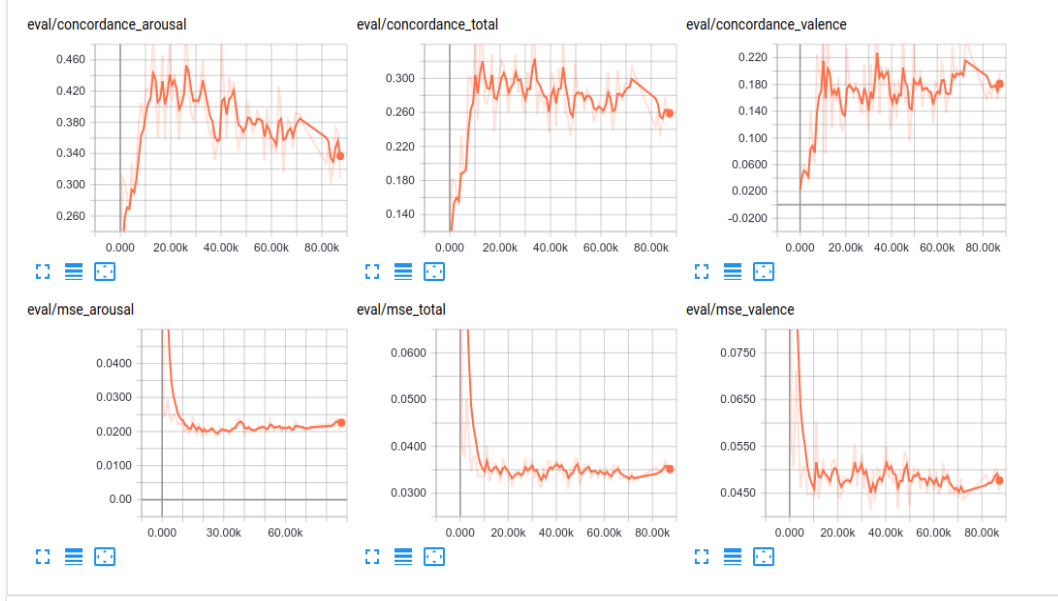 eval/concordance_arousal
0.460
0.420
0.380
0.340
0.300
0.260
0.000 20.00k 40.00k 60.00k 80.00k
eval/concordance_total
0.300
0.260
0.220
0.180
0.140
0.000 20.00k 40.00k 60.00k 80.00k
eval/concordance_valence
0.220
0.180
0.140
0.100
0.0600
0.0200
-0.0200
0.000 20.00k 40.00k 60.00k 80.00k
eval/mse_arousal
0.0400
0.0300
0.0200
0.0100
0.00
0.000 30.00k 60.00k
eval/mse_total
0.0600
0.0500
0.0400
0.0300
0.000 20.00k 40.00k 60.00k 80.00k
eval/mse_valence
0.0750
0.0650
0.0550
0.0450
0.000 20.00k 40.00k 60.00k 80.00k